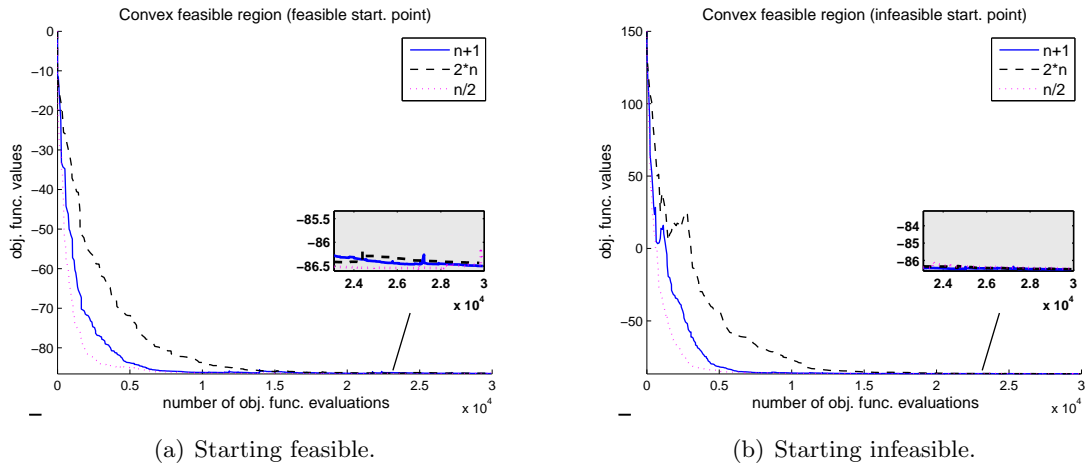 Convex feasible region (feasible start. point)
0
−10
−20
−30
−40
−50
−60
−70
−80
obj. func. values
n+1
2*n
n/2
−85.5
−86
−86.5
2.4 2.6 2.8 3
x 10^4
0 0.5 1 1.5 2 2.5 3
x 10^4
number of obj. func. evaluations
(a) Starting feasible.
Convex feasible region (infeasible start. point)
150
100
50
0
−50
obj. func. values
n+1
2*n
n/2
−84
−85
−86
2.4 2.6 2.8 3
x 10^4
0 0.5 1 1.5 2 2.5 3
x 10^4
number of obj. func. evaluations
(b) Starting infeasible.